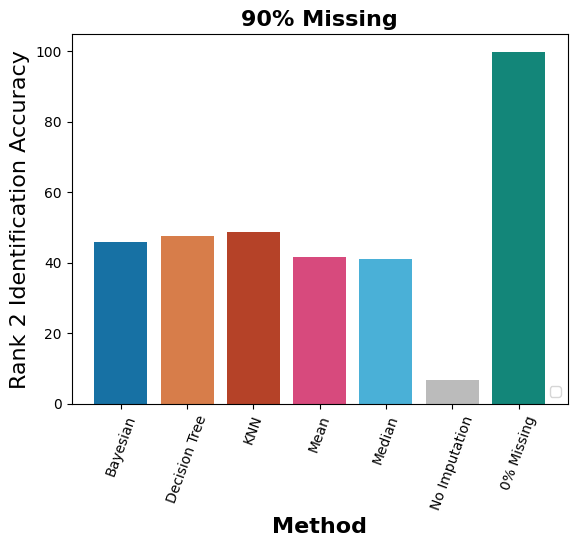 90% Missing
Rank 2 Identification Accuracy
100
80
60
40
20
0
Bayesian
Decision Tree
KNN
Mean
Median
No Imputation
0% Missing
Method